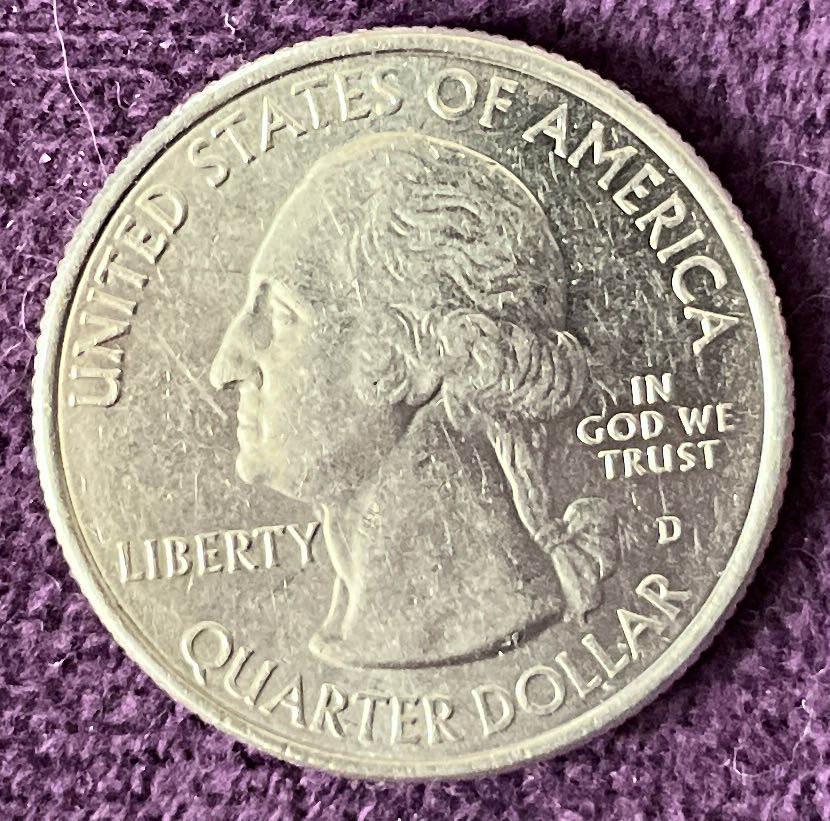 UNITED STATES OF AMERICA
IN
GOD WE
TRUST
D
LIBERTY
QUARTER DOLLAR